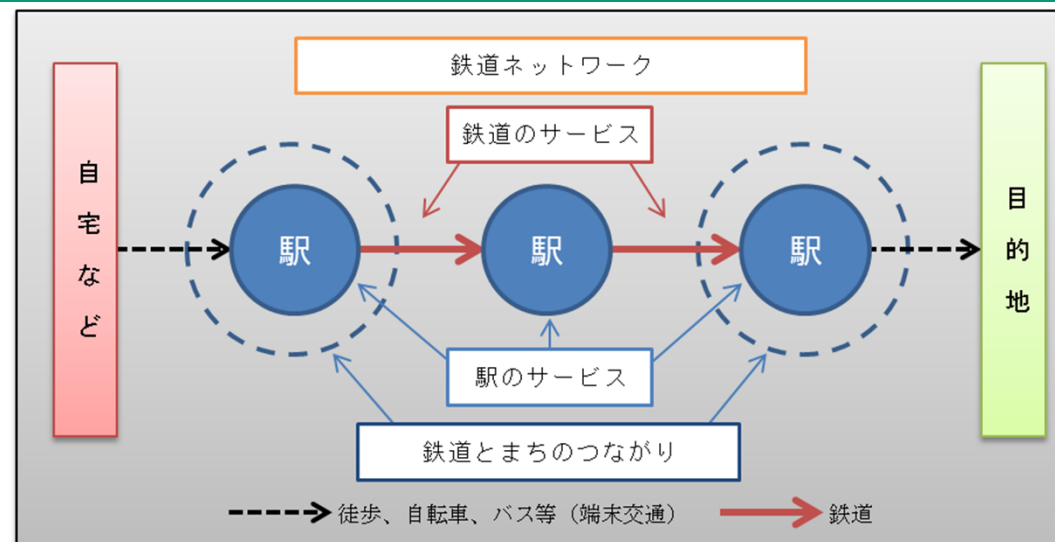 鉄道ネットワーク
鉄道のサービス
自宅など
駅
駅
駅
目的地
駅のサービス
鉄道とまちのつながり
徒歩、自転車、バス等（端末交通）
鉄道